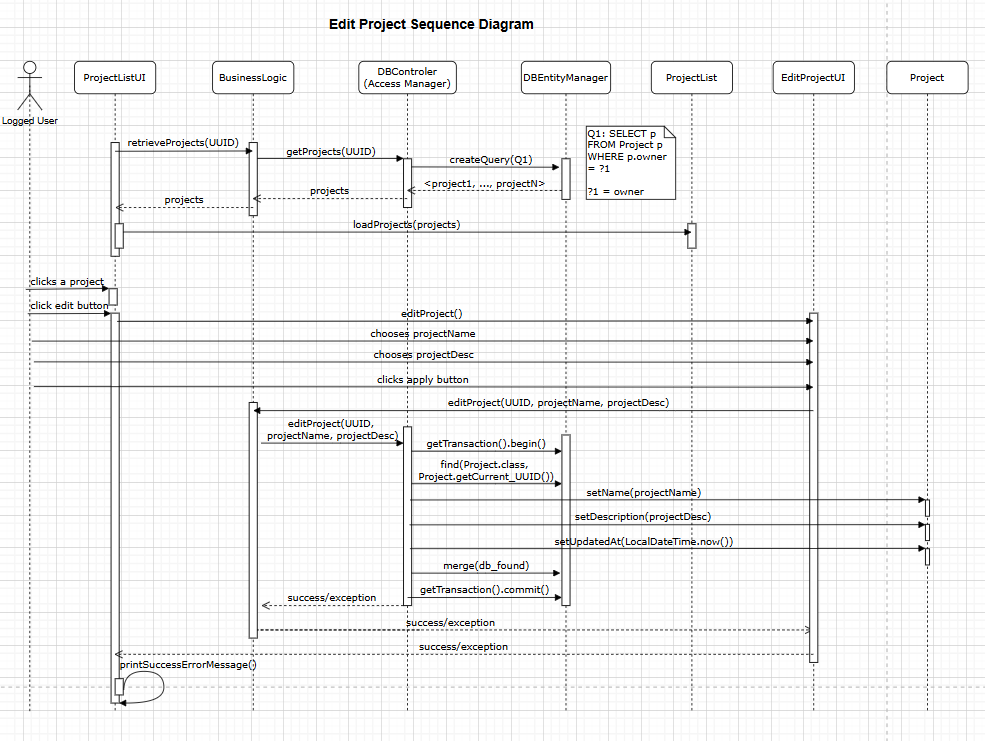 Edit Project Sequence Diagram
ProjectListUI
BusinessLogic
DBControler
(Access Manager)
DBEntityManager
ProjectList
EditProjectUI
Project
Logged User
retrieveProjects(UUID)
getProjects(UUID)
createQuery(Q1)
Q1: SELECT p
FROM Project p
WHERE p.owner
= ?1
?1 = owner
<project1, ..., projectN>
projects
projects
loadProjects(projects)
clicks a project
click edit button
editProject()
chooses projectName
chooses projectDesc
clicks apply button
editProject(UUID, projectName, projectDesc)
editProject(UUID,
projectName, projectDesc)
getTransaction().begin()
find(Project.class,
Project.getCurrent_UUID())
setName(projectName)
setDescription(projectDesc)
setUpdatedAt(LocalDateTime.now())
merge(db_found)
getTransaction().commit()
success/exception
success/exception
success/exception
printSuccessErrorMessage()